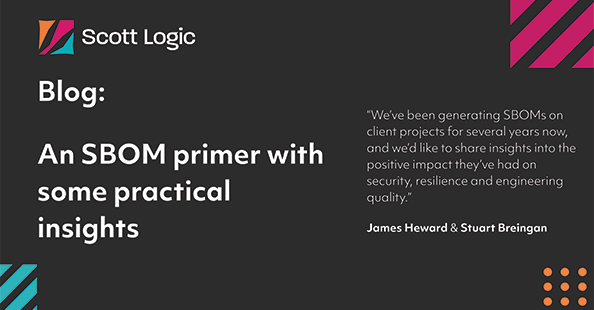 Scott Logic
Blog:
An SBOM primer with
some practical
insights
“We’ve been generating SBOMs on
client projects for several years now,
and we’d like to share insights into the
positive impact they’ve had on
security, resilience and engineering
quality.”
James Heward & Stuart Breingan